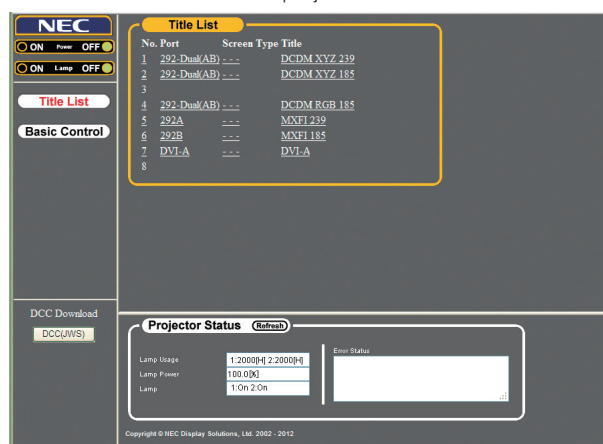 NEC
ON Power OFF
ON Lamp OFF
Title List
Basic Control
DCC Download
DCC(JWS)
Title List
No. Port Screen Type Title
1 292-Dual(AB) - - - DCDM XYZ 239
2 292-Dual(AB) - - - DCDM XYZ 185
3
4 292-Dual(AB) - - - DCDM RGB 185
5 292A - - - MXFI 239
6 292B - - - MXFI 185
7 DVI-A - - - DVI-A
8
Projector Status Refresh
Lamp Usage 1:2000[H] 2:2000[H]
Lamp Power 100.0[%]
Lamp 1:On 2:On
Error Status
Copyright © NEC Display Solutions, Ltd. 2002 - 2012